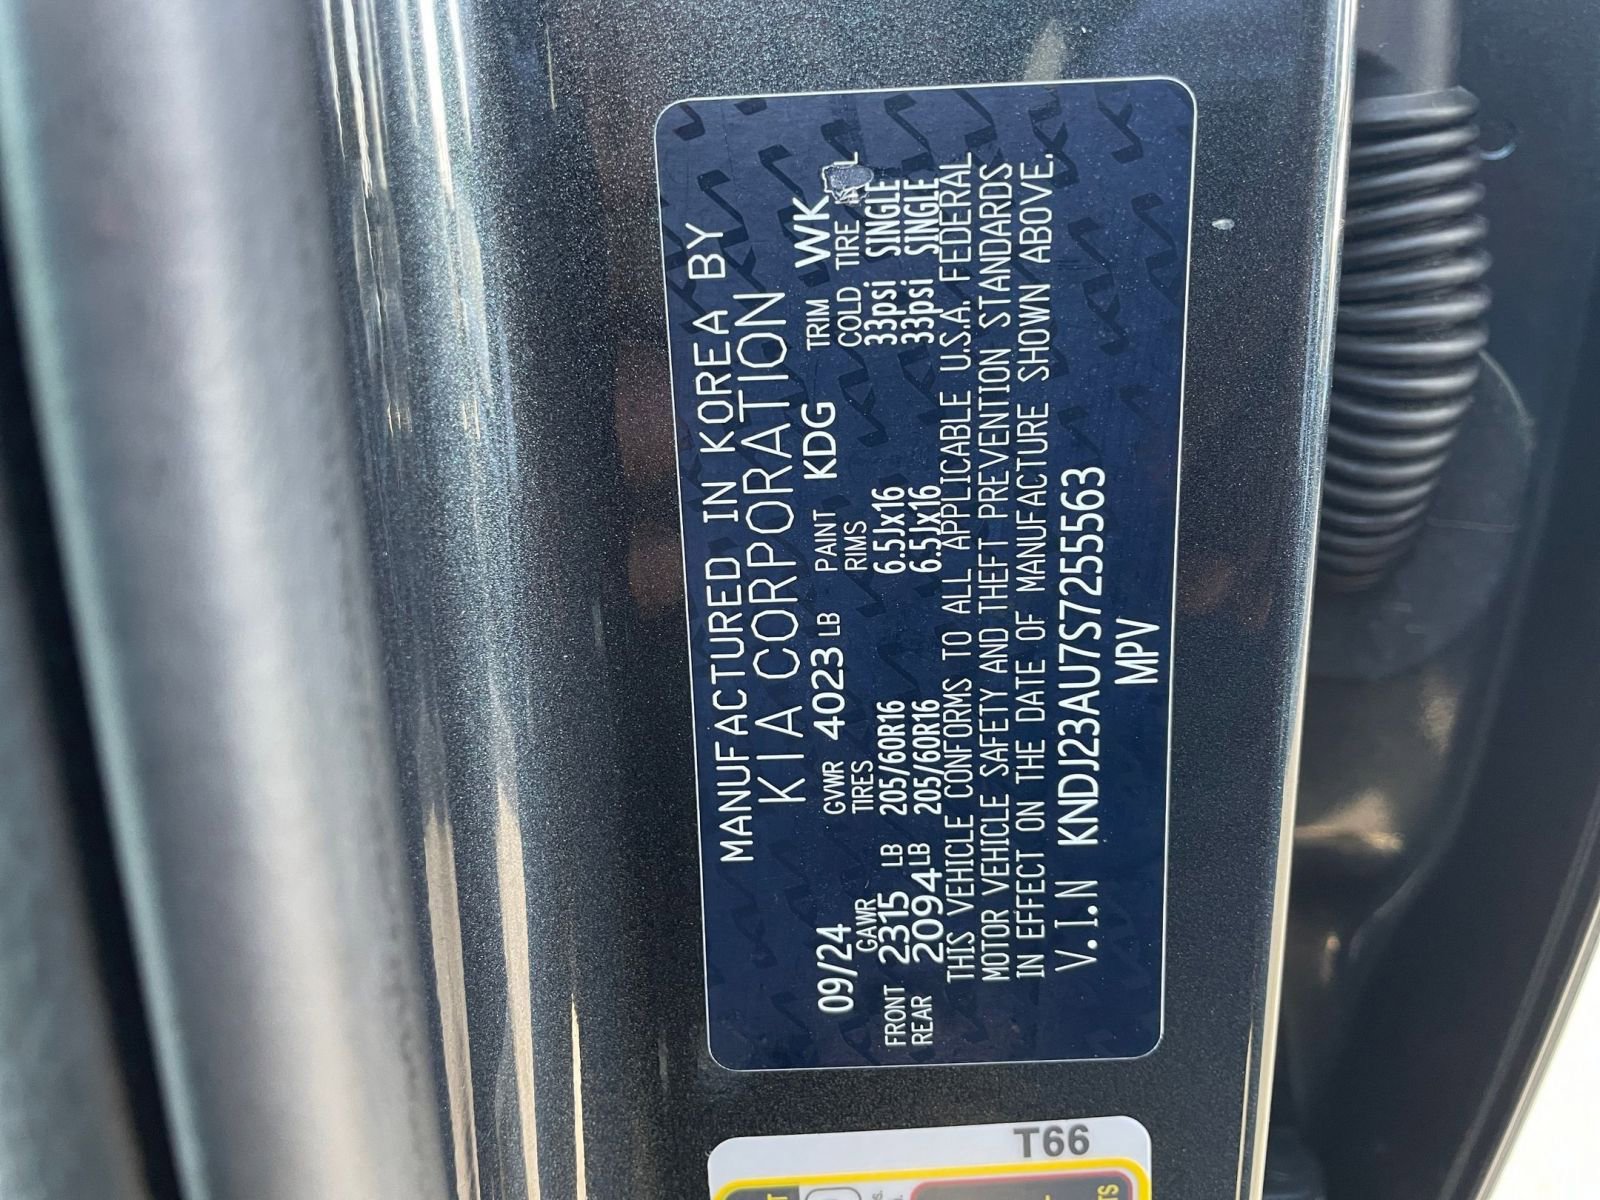 MANUFACTURED IN KOREA BY
KIA CORPORATION
09/24 GVWR 4023 LB PAINT KDG TRIM WK
GAWR TIRES RIMS COLD TIRE
FRONT 2315 LB 205/60R16 6.5Jx16 33psi SINGLE
REAR 2094 LB 205/60R16 6.5Jx16 33psi SINGLE
THIS VEHICLE CONFORMS TO ALL APPLICABLE U.S.A. FEDERAL
MOTOR VEHICLE SAFETY AND THEFT PREVENTION STANDARDS
IN EFFECT ON THE DATE OF MANUFACTURE SHOWN ABOVE.
V.I.N KNDJ23AU7S7255563
MPV
T66